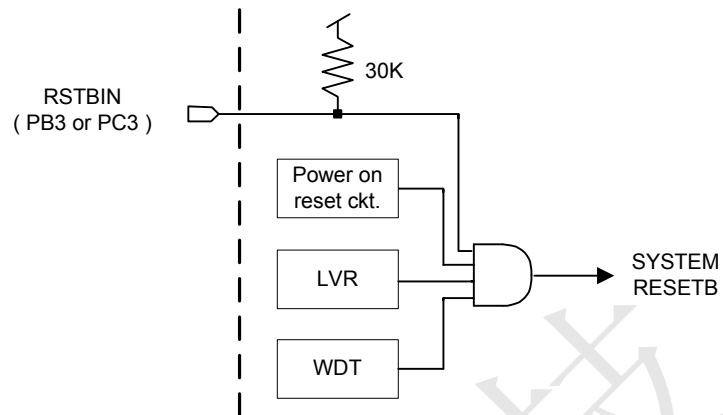 30K
RSTBIN
( PB3 or PC3 )
Power on
reset ckt.
LVR
WDT
SYSTEM
RESETB